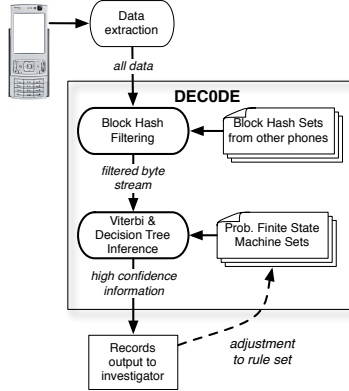 Data
extraction
all data
DEC0DE
Block Hash
Filtering
Block Hash Sets
from other phones
filtered byte
stream
Viterbi &
Decision Tree
Inference
Prob. Finite State
Machine Sets
high confidence
information
Records
output to
investigator
adjustment
to rule set